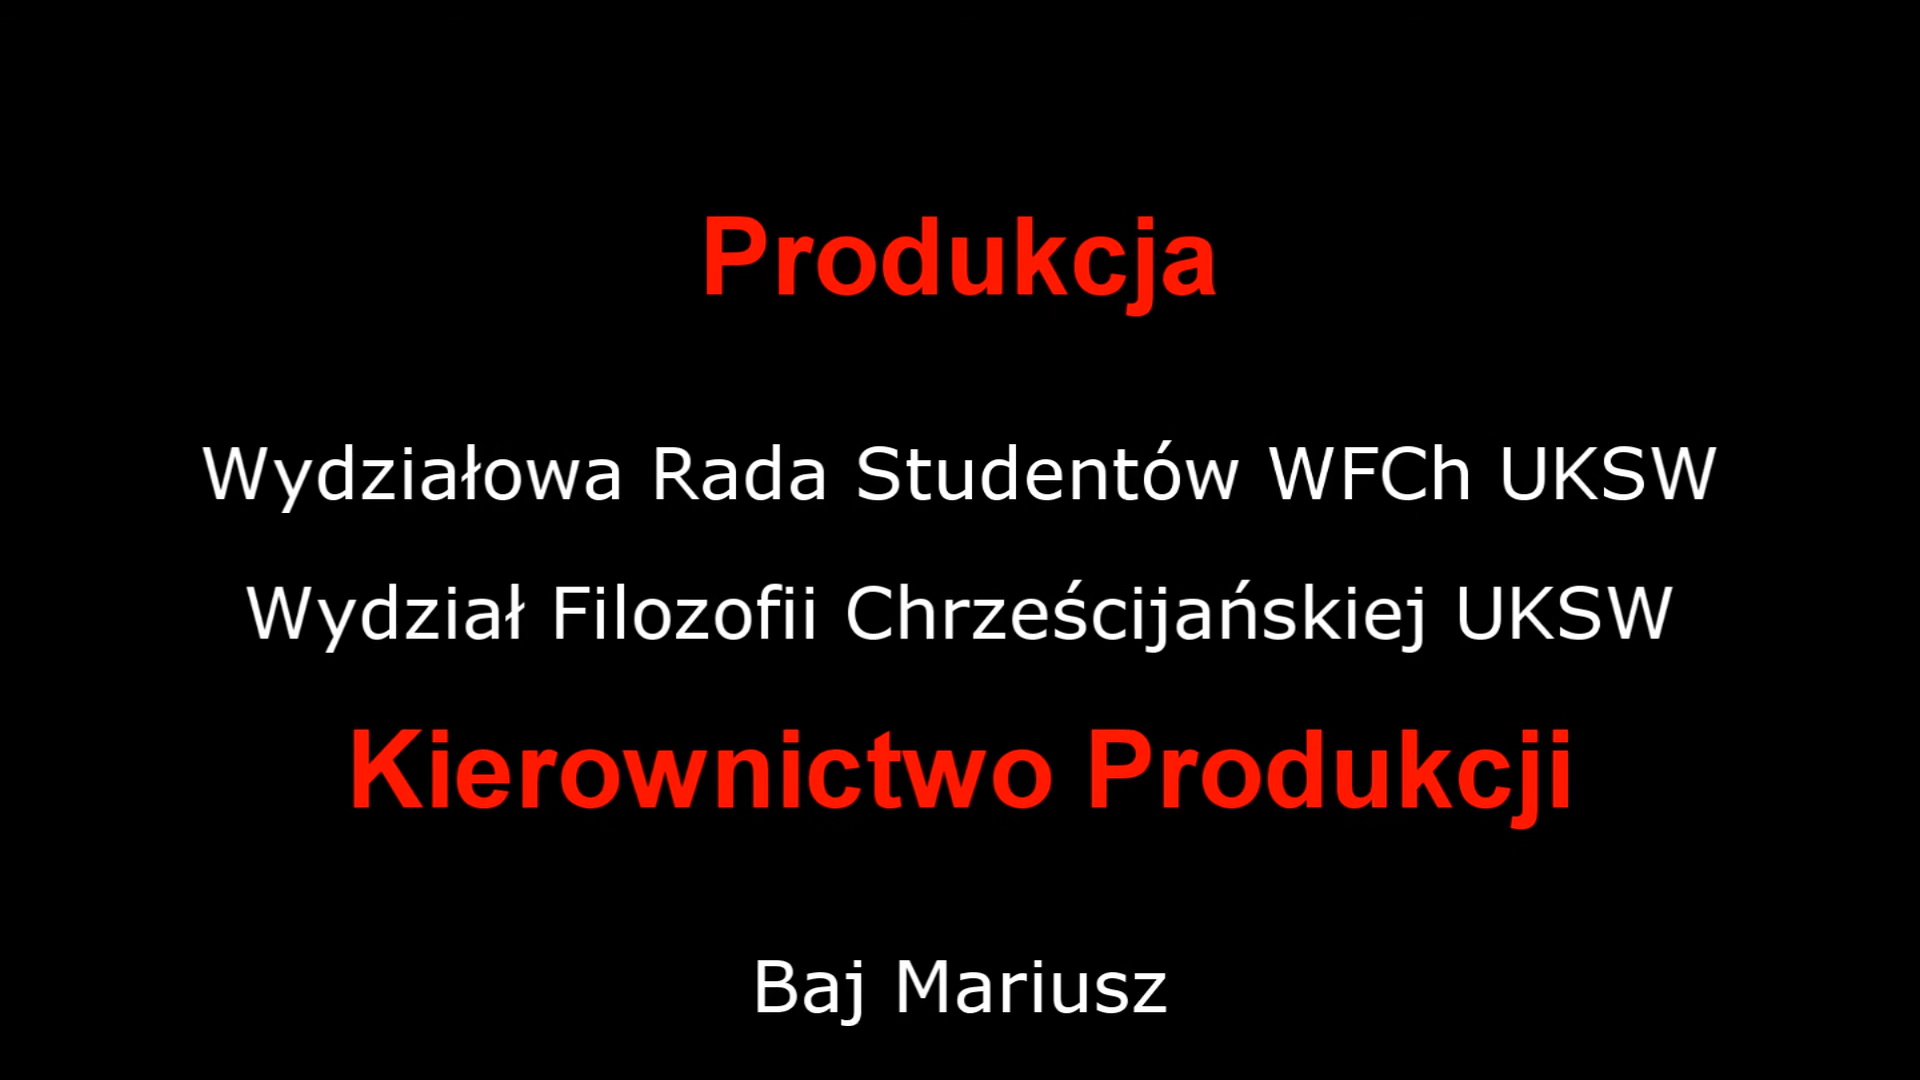 Produkcja
Wydziałowa Rada Studentów WFCh UKSW
Wydział Filozofii Chrześcijańskiej UKSW
Kierownictwo Produkcji
Baj Mariusz